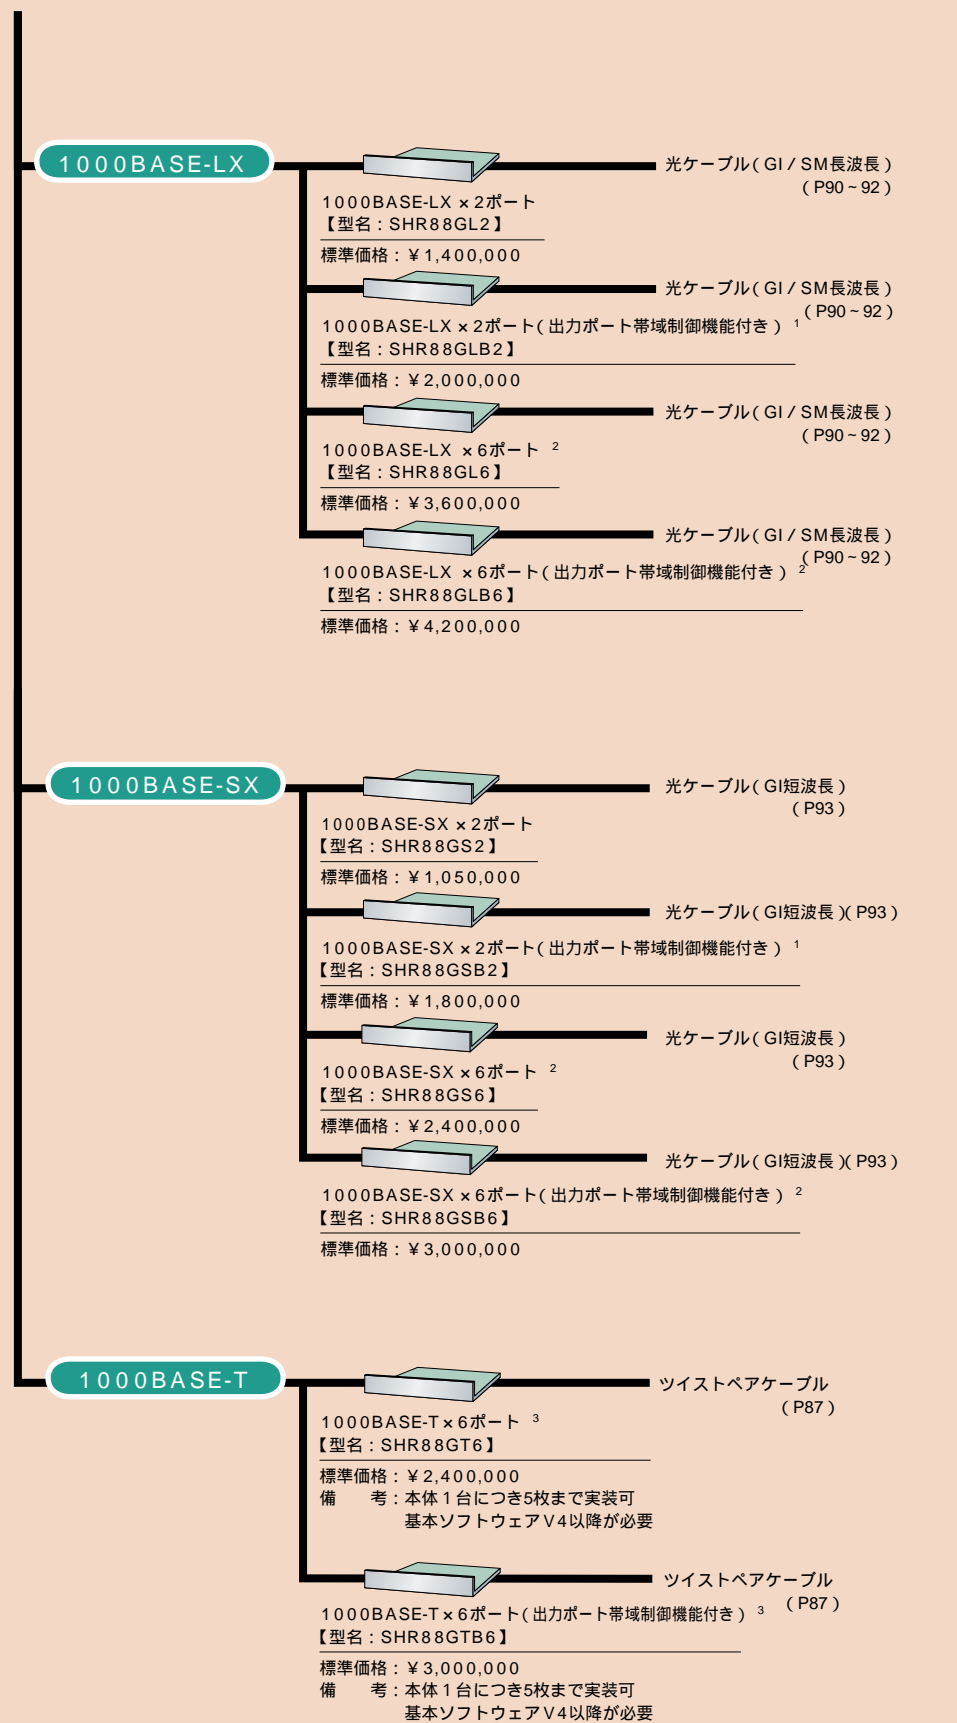 1000BASE-LX
光ケーブル（GI／SM長波長）
（P90～92）
1000BASE-LX×2ポート
【型名：SHR88GL2】
標準価格：¥1,400,000
光ケーブル（GI／SM長波長）
（P90～92）
1000BASE-LX×2ポート（出力ポート帯域制御機能付き） 1
【型名：SHR88GLB2】
標準価格：¥2,000,000
光ケーブル（GI／SM長波長）
（P90～92）
1000BASE-LX ×6ポート 2
【型名：SHR88GL6】
標準価格：¥3,600,000
光ケーブル（GI／SM長波長）
（P90～92）
1000BASE-LX ×6ポート（出力ポート帯域制御機能付き） 2
【型名：SHR88GLB6】
標準価格：¥4,200,000
1000BASE-SX
光ケーブル（GI短波長）
（P93）
1000BASE-SX×2ポート
【型名：SHR88GS2】
標準価格：¥1,050,000
光ケーブル（GI短波長）（P93）
1000BASE-SX×2ポート（出力ポート帯域制御機能付き） 1
【型名：SHR88GSB2】
標準価格：¥1,800,000
光ケーブル（GI短波長）
（P93）
1000BASE-SX×6ポート 2
【型名：SHR88GS6】
標準価格：¥2,400,000
光ケーブル（GI短波長）（P93）
1000BASE-SX×6ポート（出力ポート帯域制御機能付き） 2
【型名：SHR88GSB6】
標準価格：¥3,000,000
1000BASE-T
ツイストペアケーブル
（P87）
1000BASE-T×6ポート 3
【型名：SHR88GT6】
標準価格：¥2,400,000
備　考：本体1台につき5枚まで実装可
基本ソフトウェアV4以降が必要
ツイストペアケーブル
（P87）
1000BASE-T×6ポート（出力ポート帯域制御機能付き） 3
【型名：SHR88GTB6】
標準価格：¥3,000,000
備　考：本体1台につき5枚まで実装可
基本ソフトウェアV4以降が必要